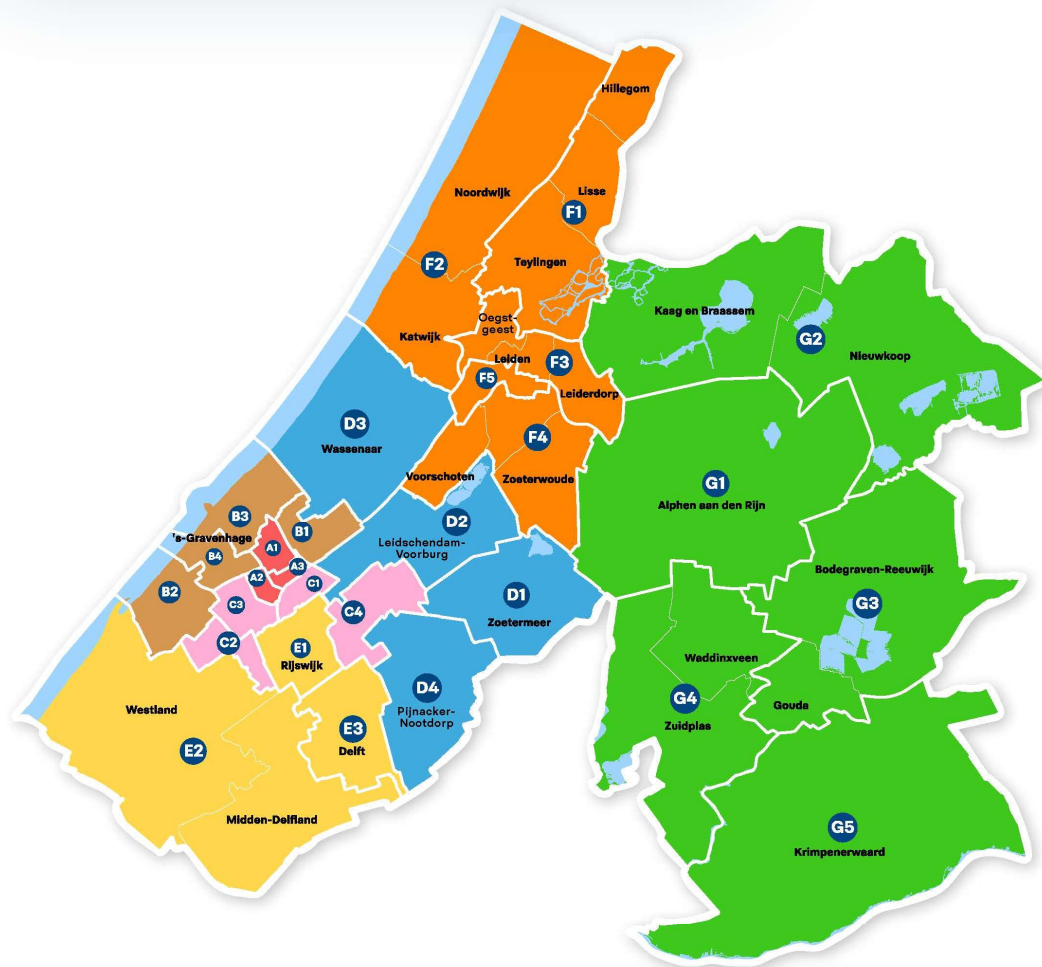 Hillegom
Noordwijk
Lisse
F1
F2
Teylingen
Kaag en Braassem
Oegst-
geest
G2
Katwijk
Nieuwkoop
Leiden
F3
F5
Leiderdorp
D3
Wassenaar
F4
Voorschoten
Zoeterwoude
G1
Alphen aan den Rijn
B3
D2
B1
's-Gravenhage
Leidschendam-
Voorburg
A1
B4
A3
Bodegraven-Reeuwijk
A2
C1
B2
D1
C3
C4
G3
Zoetermeer
C2
E1
Rijswijk
Waddinxveen
D4
G4
Westland
Pijnacker-
Nootdorp
Gouda
Zuidplas
E3
Delft
E2
Midden-Delfland
G5
Krimpenerwaard